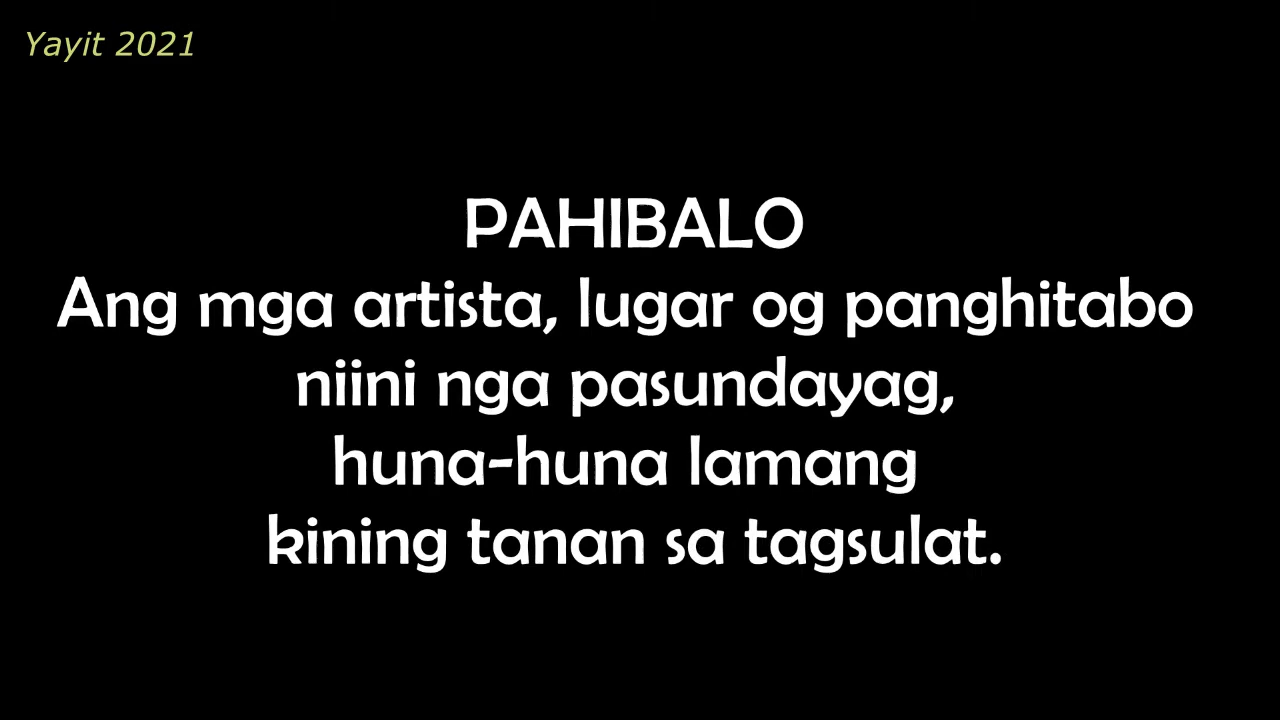 Yayit 2021
PAHIBALO
Ang mga artista, lugar og panghitabo
niini nga pasundayag,
huna-huna lamang
kining tanan sa tagsulat.